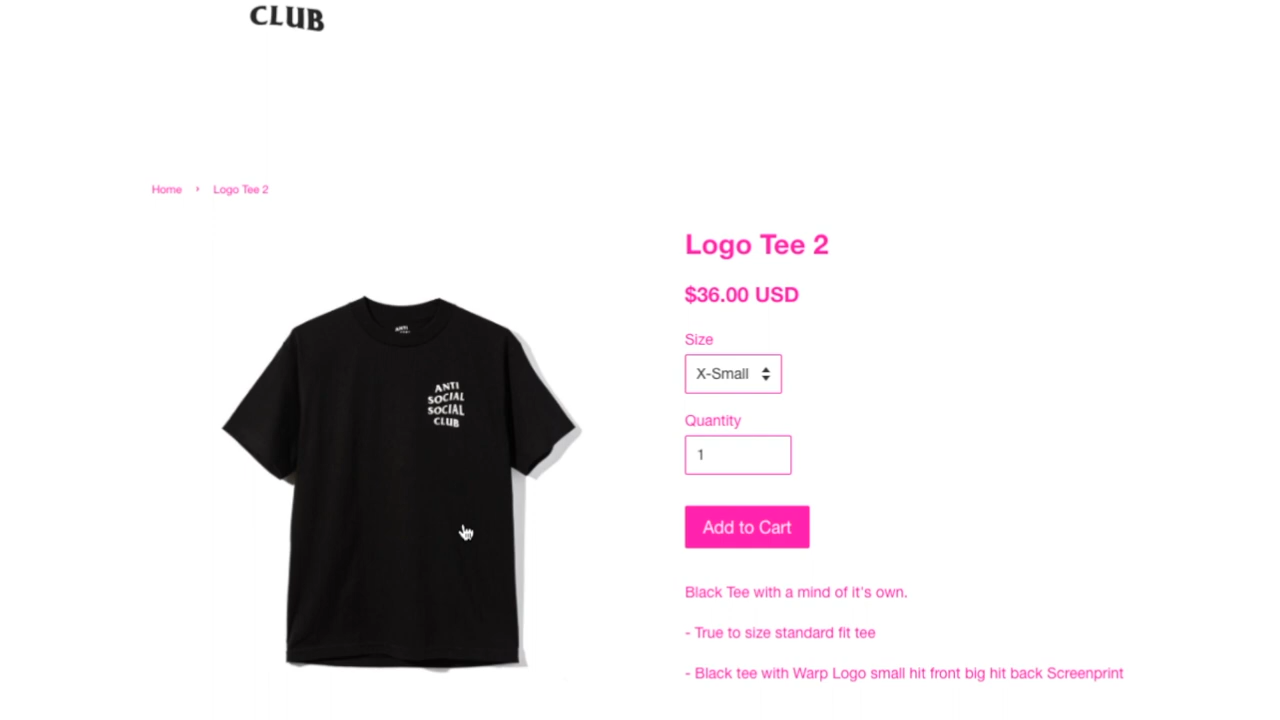 CLUB
Home › Logo Tee 2
Logo Tee 2
$36.00 USD
Size
X-Small
Quantity
1
Add to Cart
Black Tee with a mind of it's own.
- True to size standard fit tee
- Black tee with Warp Logo small hit front big hit back Screenprint
ANTI
ANTI
SOCIAL
SOCIAL
CLUB